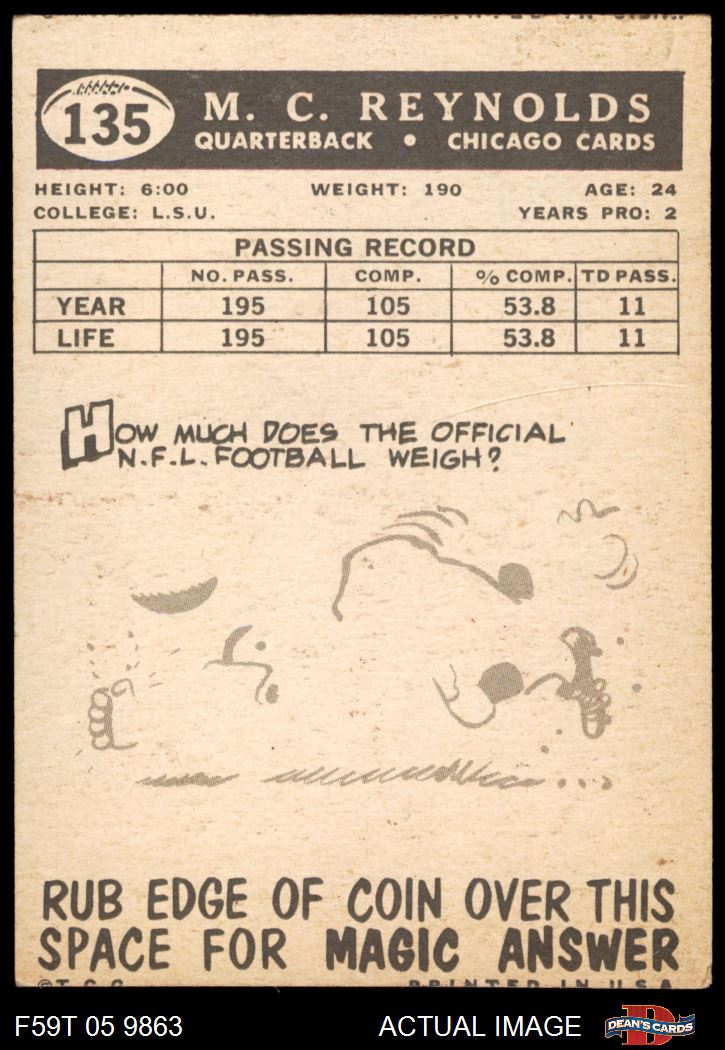 135
M. C. REYNOLDS
QUARTERBACK • CHICAGO CARDS
HEIGHT: 6:00 WEIGHT: 190 AGE: 24
COLLEGE: L.S.U. YEARS PRO: 2
PASSING RECORD
NO. PASS. COMP. % COMP. TD PASS.
YEAR 195 105 53.8 11
LIFE 195 105 53.8 11
HOW MUCH DOES THE OFFICIAL
N.F.L. FOOTBALL WEIGH?
RUB EDGE OF COIN OVER THIS
SPACE FOR MAGIC ANSWER
©T.C.G. PRINTED IN U.S.A.
F59T 05 9863 ACTUAL IMAGE
D
DEAN'S CARDS